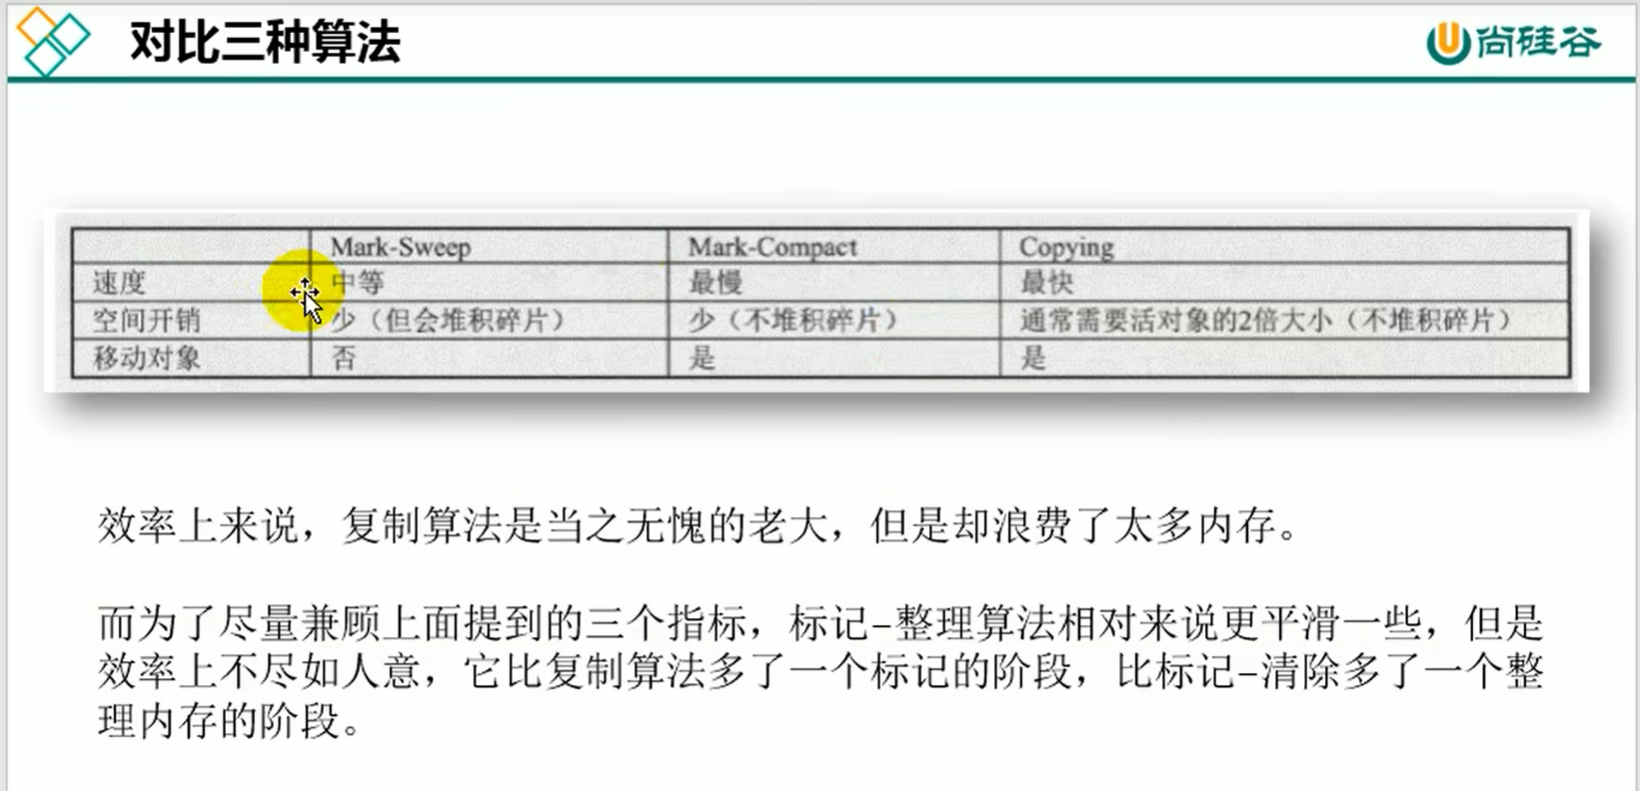 对比三种算法
尚硅谷
Mark-Sweep Mark-Compact Copying
速度 中等 最慢 最快
空间开销 少（但会堆积碎片） 少（不堆积碎片） 通常需要活对象的2倍大小（不堆积碎片）
移动对象 否 是 是
效率上来说，复制算法是当之无愧的老大，但是却浪费了太多内存。
而为了尽量兼顾上面提到的三个指标，标记-整理算法相对来说更平滑一些，但是
效率上不尽如人意，它比复制算法多了一个标记的阶段，比标记-清除多了一个整
理内存的阶段。